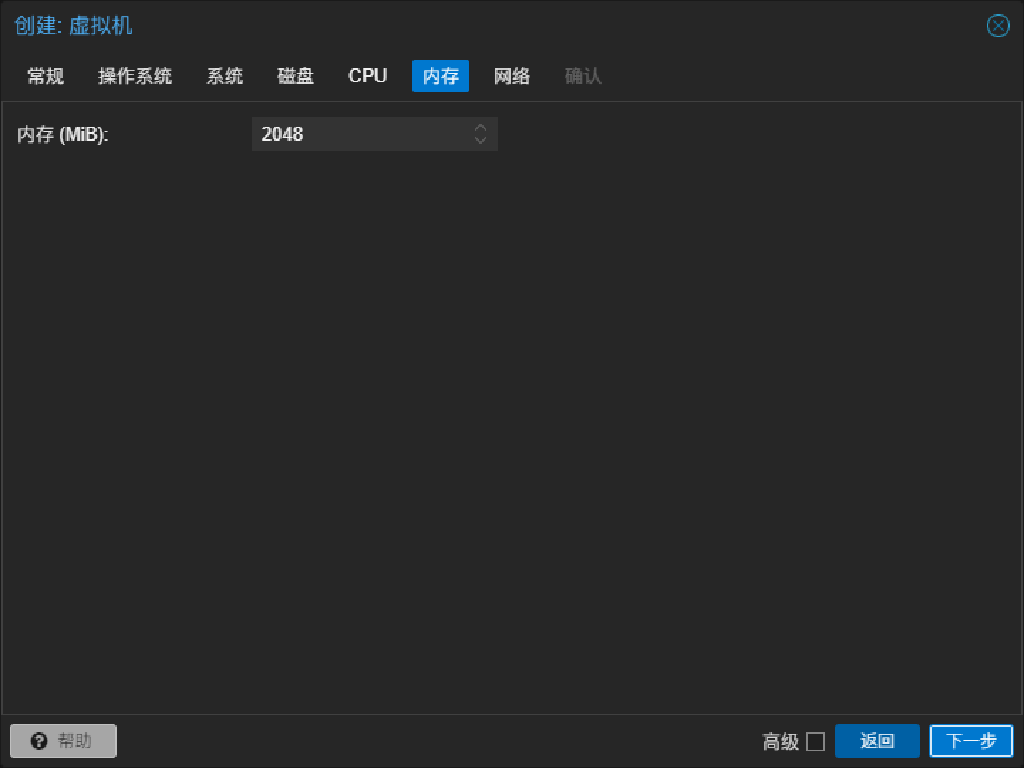 创建: 虚拟机
常规 操作系统 系统 磁盘 CPU 内存 网络 确认
内存 (MiB): 2048
帮助 高级 返回 下一步